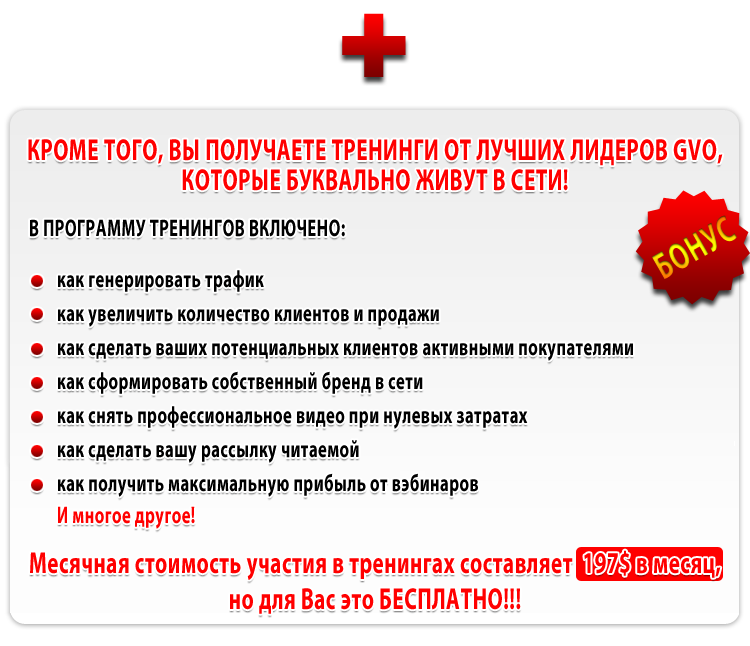 КРОМЕ ТОГО, ВЫ ПОЛУЧАЕТЕ ТРЕНИНГИ ОТ ЛУЧШИХ ЛИДЕРОВ GVO,
КОТОРЫЕ БУКВАЛЬНО ЖИВУТ В СЕТИ!
В ПРОГРАММУ ТРЕНИНГОВ ВКЛЮЧЕНО:
БОНУС
как генерировать трафик
как увеличить количество клиентов и продажи
как сделать ваших потенциальных клиентов активными покупателями
как сформировать собственный бренд в сети
как снять профессиональное видео при нулевых затратах
как сделать вашу рассылку читаемой
как получить максимальную прибыль от вэбинаров
И многое другое!
Месячная стоимость участия в тренингах составляет 197$ в месяц,
но для Вас это БЕСПЛАТНО!!!